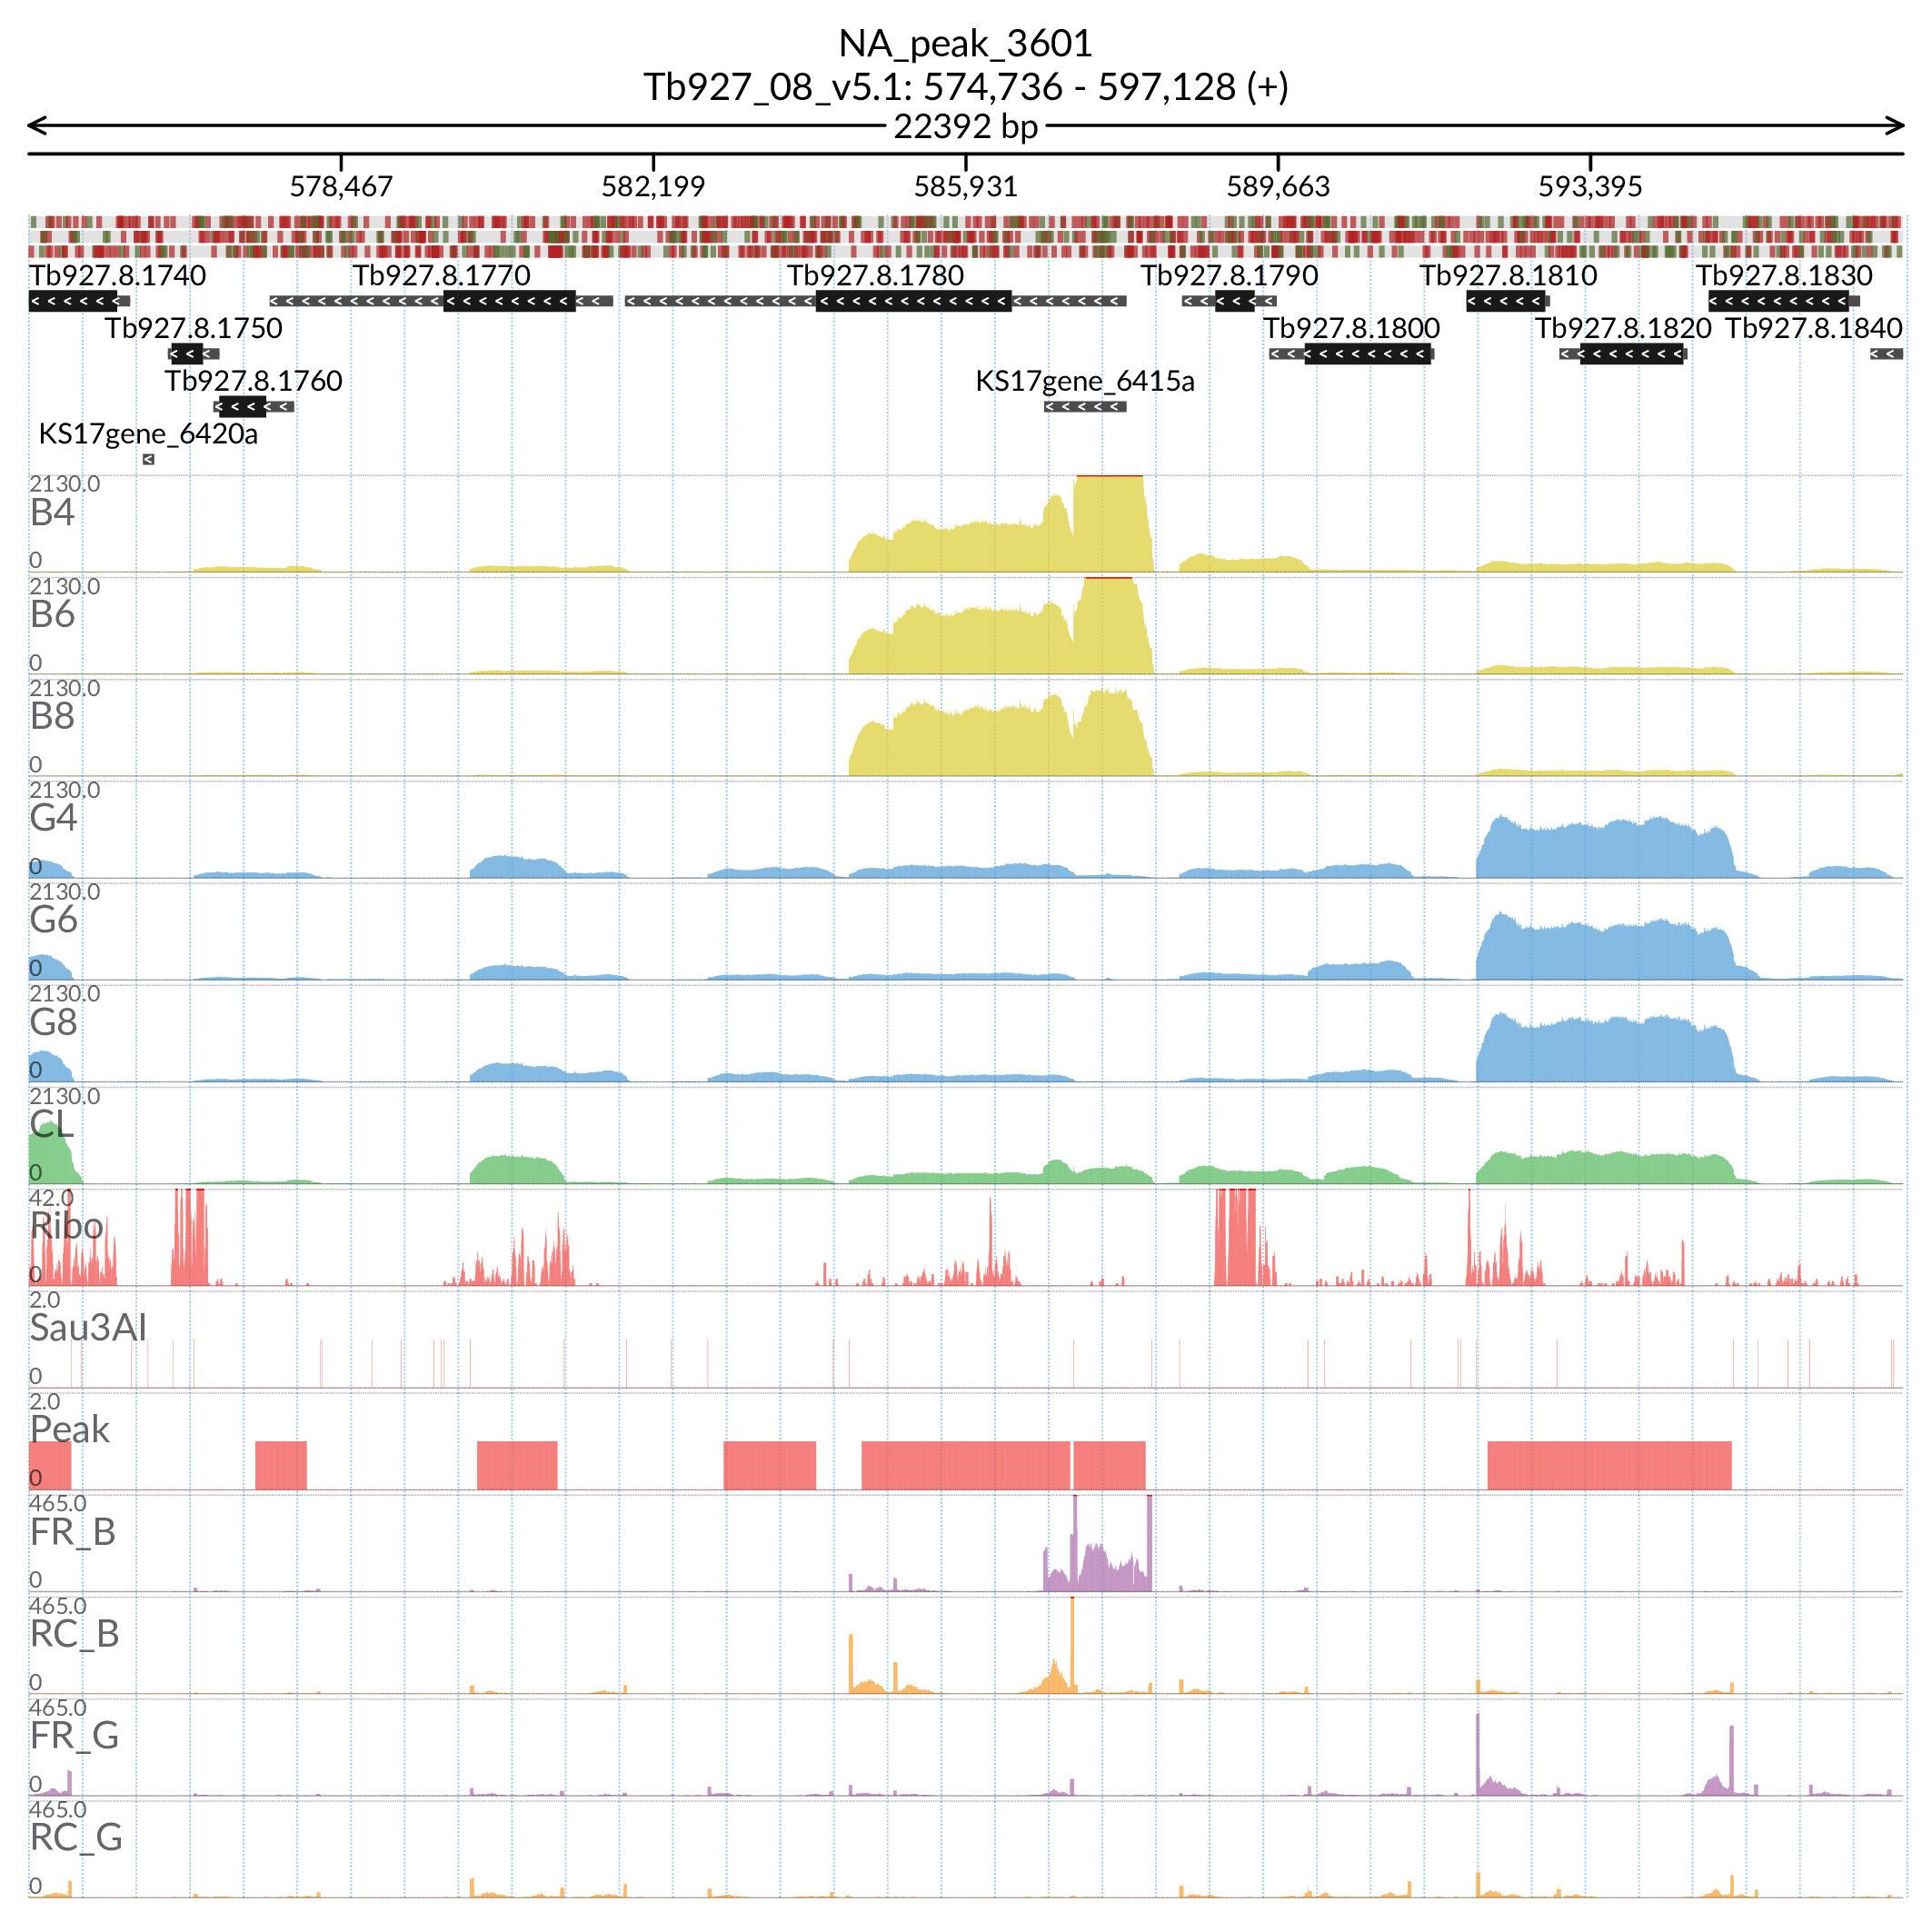 NA_peak_3601
Tb927_08_v5.1: 574,736 - 597,128 (+)
22392 bp
578,467 582,199 585,931 589,663 593,395
Tb927.8.1740 Tb927.8.1770 Tb927.8.1780 Tb927.8.1790 Tb927.8.1810 Tb927.8.1830
Tb927.8.1750 Tb927.8.1800 Tb927.8.1820 Tb927.8.1840
Tb927.8.1760 KS17gene_6415a
KS17gene_6420a
2130.0
B4
0
2130.0
B6
0
2130.0
B8
0
2130.0
G4
0
2130.0
G6
0
2130.0
G8
0
2130.0
CL
0
42.0
Ribo
0
2.0
Sau3AI
0
2.0
Peak
0
465.0
FR_B
0
465.0
RC_B
0
465.0
FR_G
0
465.0
RC_G
0